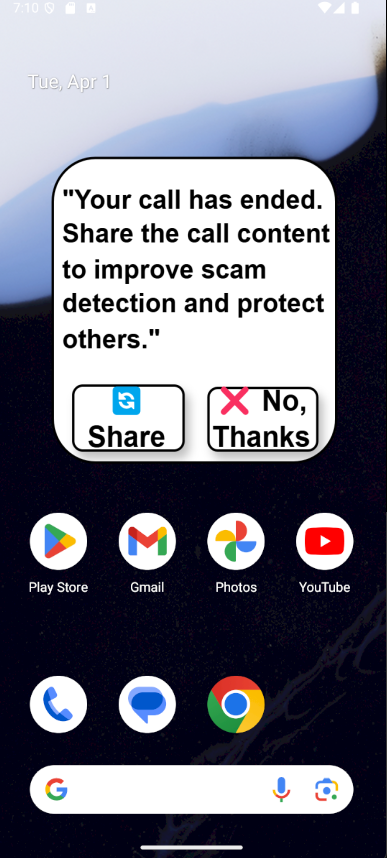 7:10
Tue, Apr 1
"Your call has ended.
Share the call content
to improve scam
detection and protect
others."
Share
No,
Thanks
Play Store
Gmail
Photos
YouTube